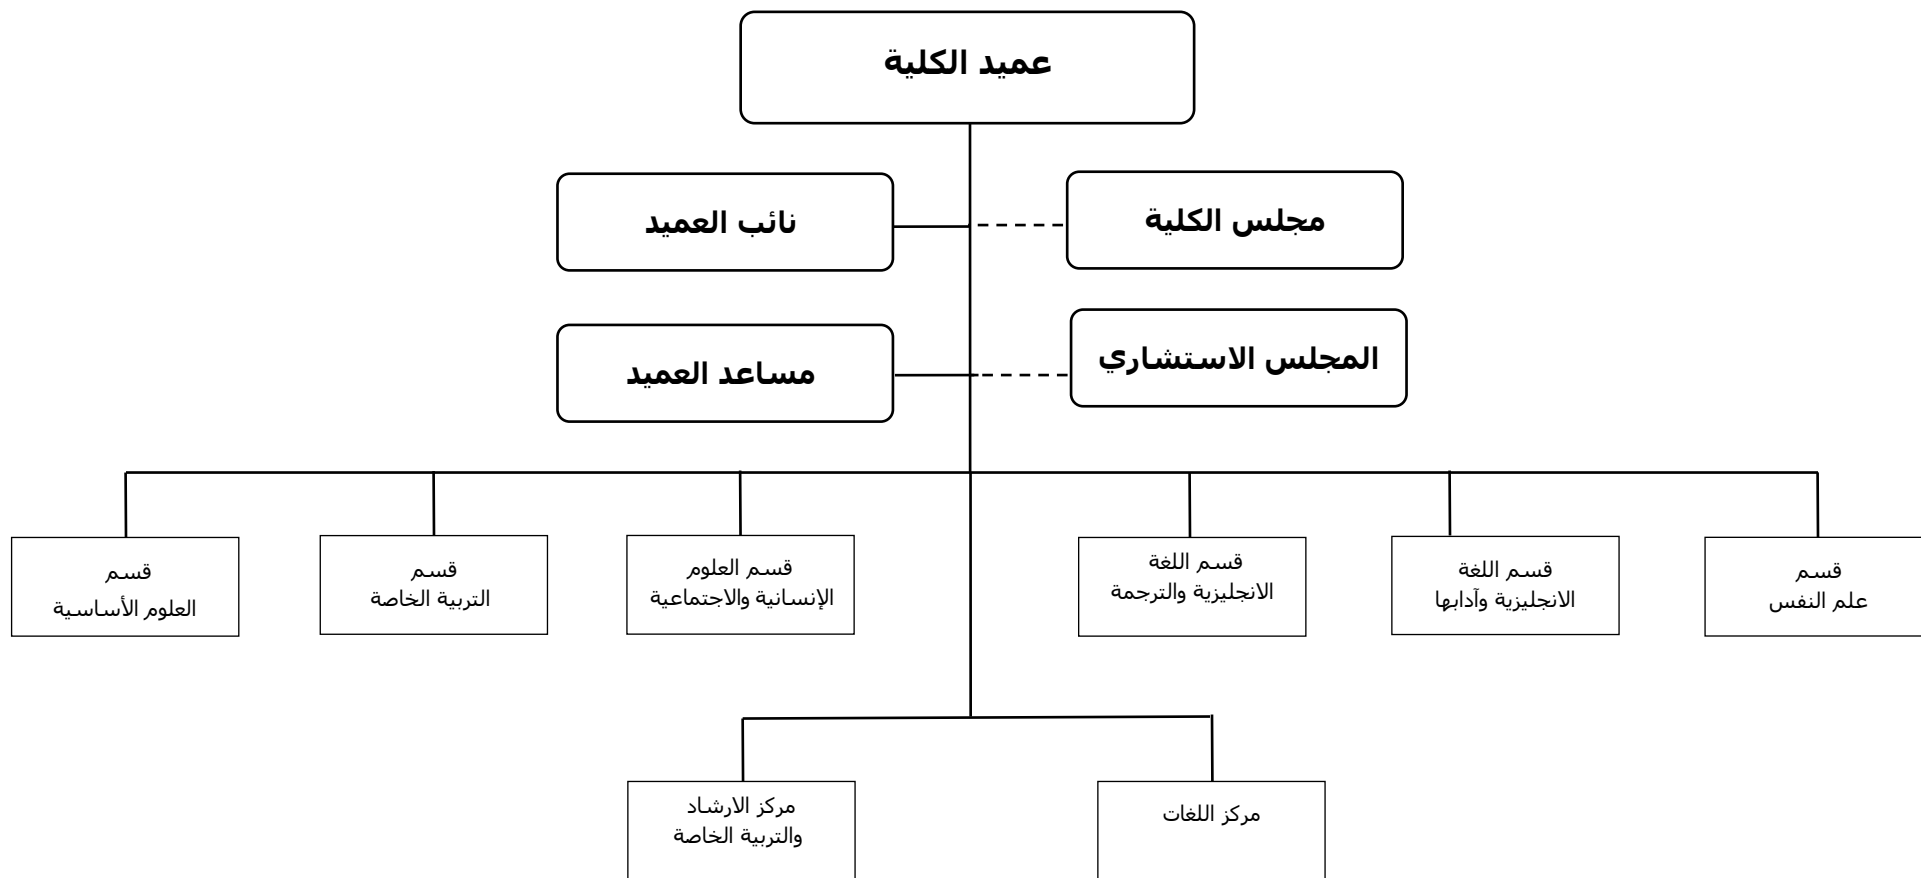 عميد الكلية
مجلس الكلية
نائب العميد
المجلس الاستشاري
مساعد العميد
قسم
علم النفس
قسم اللغة
الانجليزية وآدابها
قسم اللغة
الانجليزية والترجمة
قسم العلوم
الإنسانية والاجتماعية
قسم
التربية الخاصة
قسم
العلوم الأساسية
مركز اللغات
مركز الارشاد
والتربية الخاصة